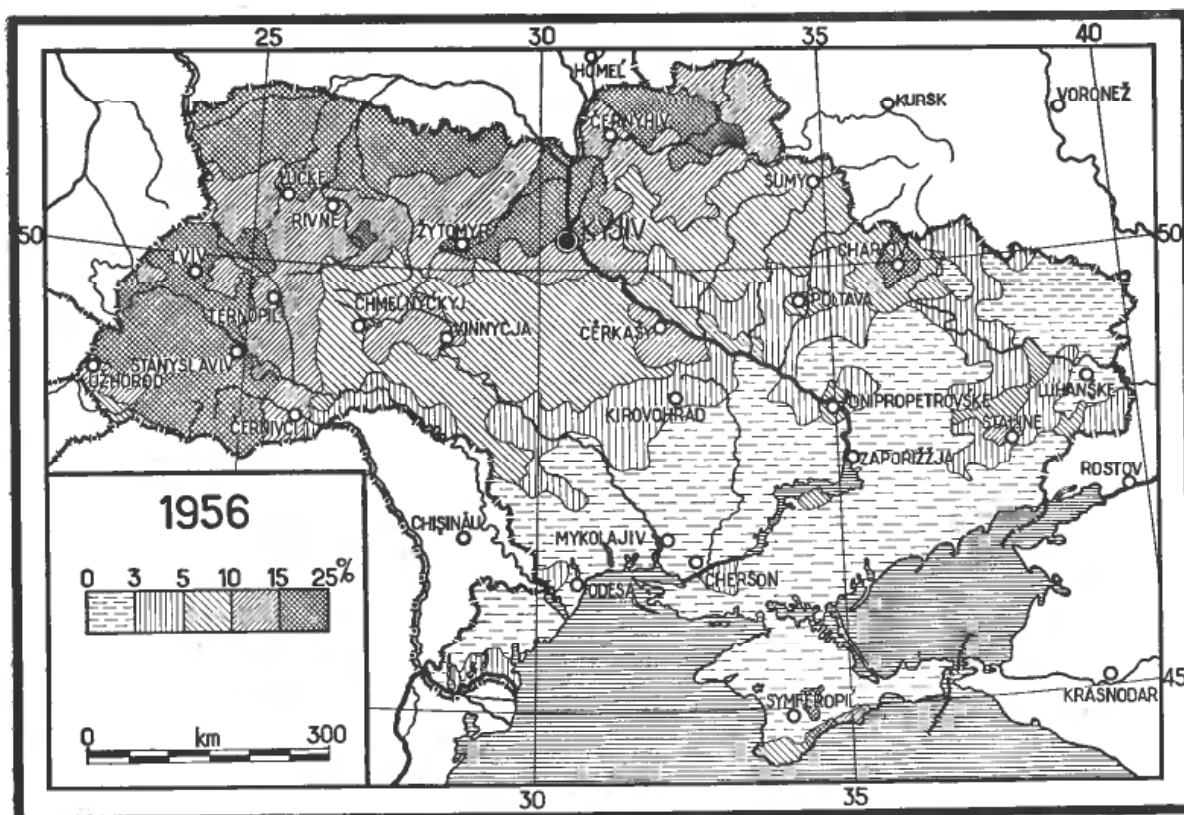 25 30 35 40
HOMEL'
KURSK
VORONEŽ
ČERNYHIV
SUMY
LUCKE
RIVNE
ŽYTOMYR
KYJIV
50
50
CHARKIV
LVIV
POLTAVA
CHMELNYČKYJ
TERNOPIL
VINNYCJA
ČERKASY
STANYSLAVIV
UŽHOROD
LUHANSKE
DNIPROPETROVSKE
KIROVOHRAD
STALINE
ČERNIVCI
ZAPORIŽŽJA
ROSTOV
1956
CHIȘINĂU
MYKOLAJIV
CHERSON
ODESA
0 3 5 10 15 25%
45
KRASNODAR
SYMFEROPIL
0 km 300
30 35